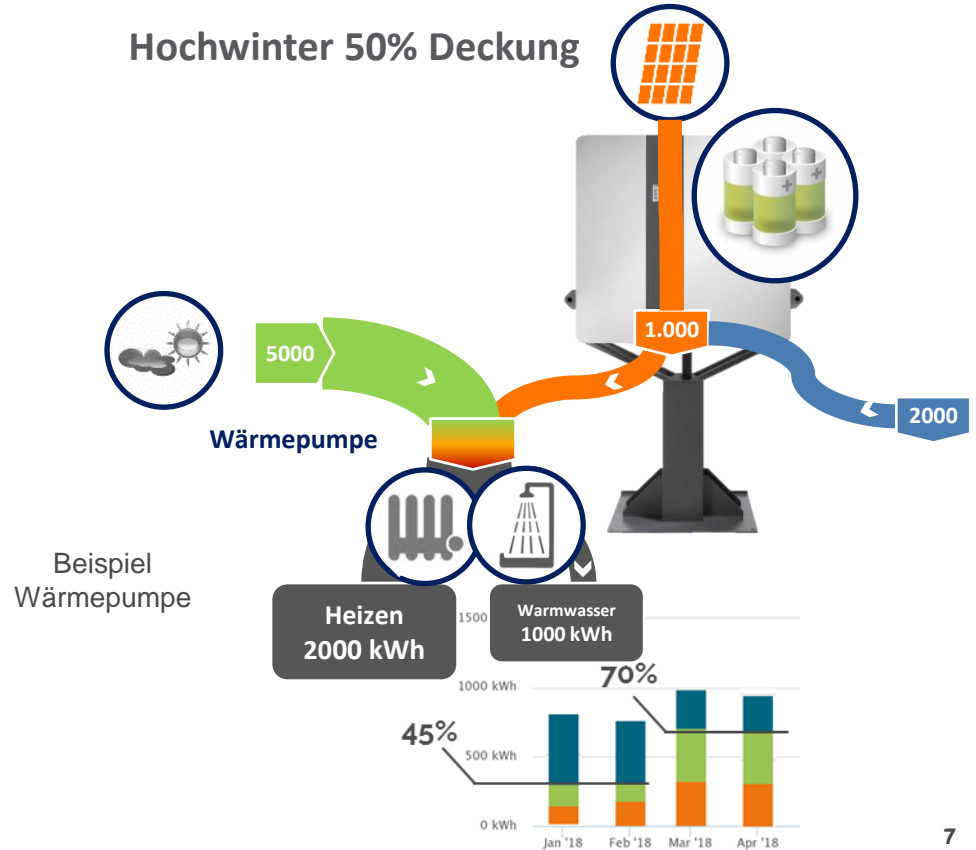 Hochwinter 50% Deckung
5000
1.000
2000
Wärmepumpe
Beispiel
Wärmepumpe
Heizen
2000 kWh
Warmwasser
1000 kWh
1500
1000 kWh
70%
45%
500 kWh
0 kWh
Jan '18 Feb '18 Mar '18 Apr '18
7